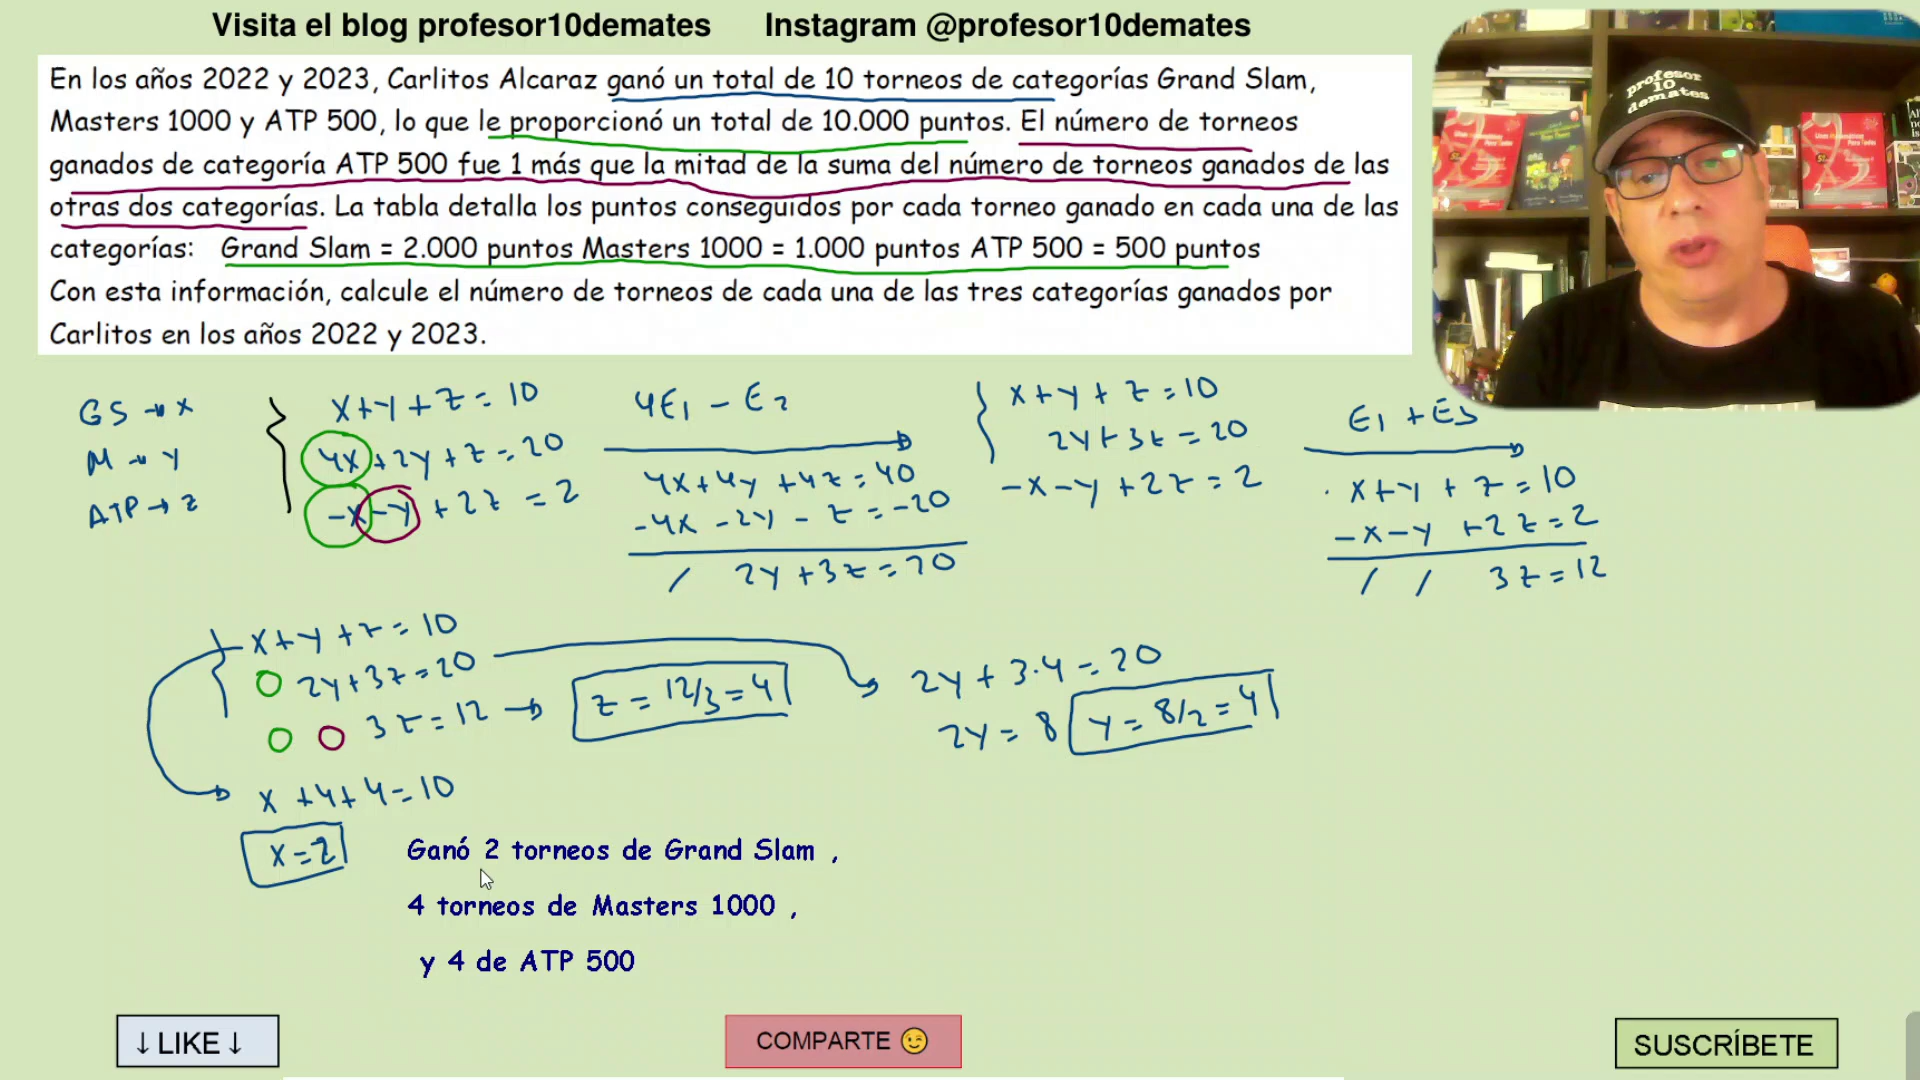 Visita el blog profesor10demates Instagram @profesor10demates
En los años 2022 y 2023, Carlitos Alcaraz ganó un total de 10 torneos de categorías Grand Slam,
Masters 1000 y ATP 500, lo que le proporcionó un total de 10.000 puntos. El número de torneos
ganados de categoría ATP 500 fue 1 más que la mitad de la suma del número de torneos ganados de las
otras dos categorías. La tabla detalla los puntos conseguidos por cada torneo ganado en cada una de las
categorías: Grand Slam = 2.000 puntos Masters 1000 = 1.000 puntos ATP 500 = 500 puntos
Con esta información, calcule el número de torneos de cada una de las tres categorías ganados por
Carlitos en los años 2022 y 2023.
profesor
10
demates
GS → x
M → y
ATP → z
x+y+z=10
4x+2y+z=20
-x-y+2z=2
4E1 - E2
4x+4y+4z=40
-4x-2y-z=-20
/ 2y+3z=20
x+y+z=10
2y+3z=20
-x-y+2z=2
E1+E3
x+y+z=10
-x-y+2z=2
/ / 3z=12
x+y+z=10
2y+3z=20
3z=12 → z=12/3=4
2y+3·4=20
2y=8 y=8/2=4
x+4+4=10
x=2
Ganó 2 torneos de Grand Slam ,
4 torneos de Masters 1000 ,
y 4 de ATP 500
↓ LIKE ↓
COMPARTE 😉
SUSCRÍBETE